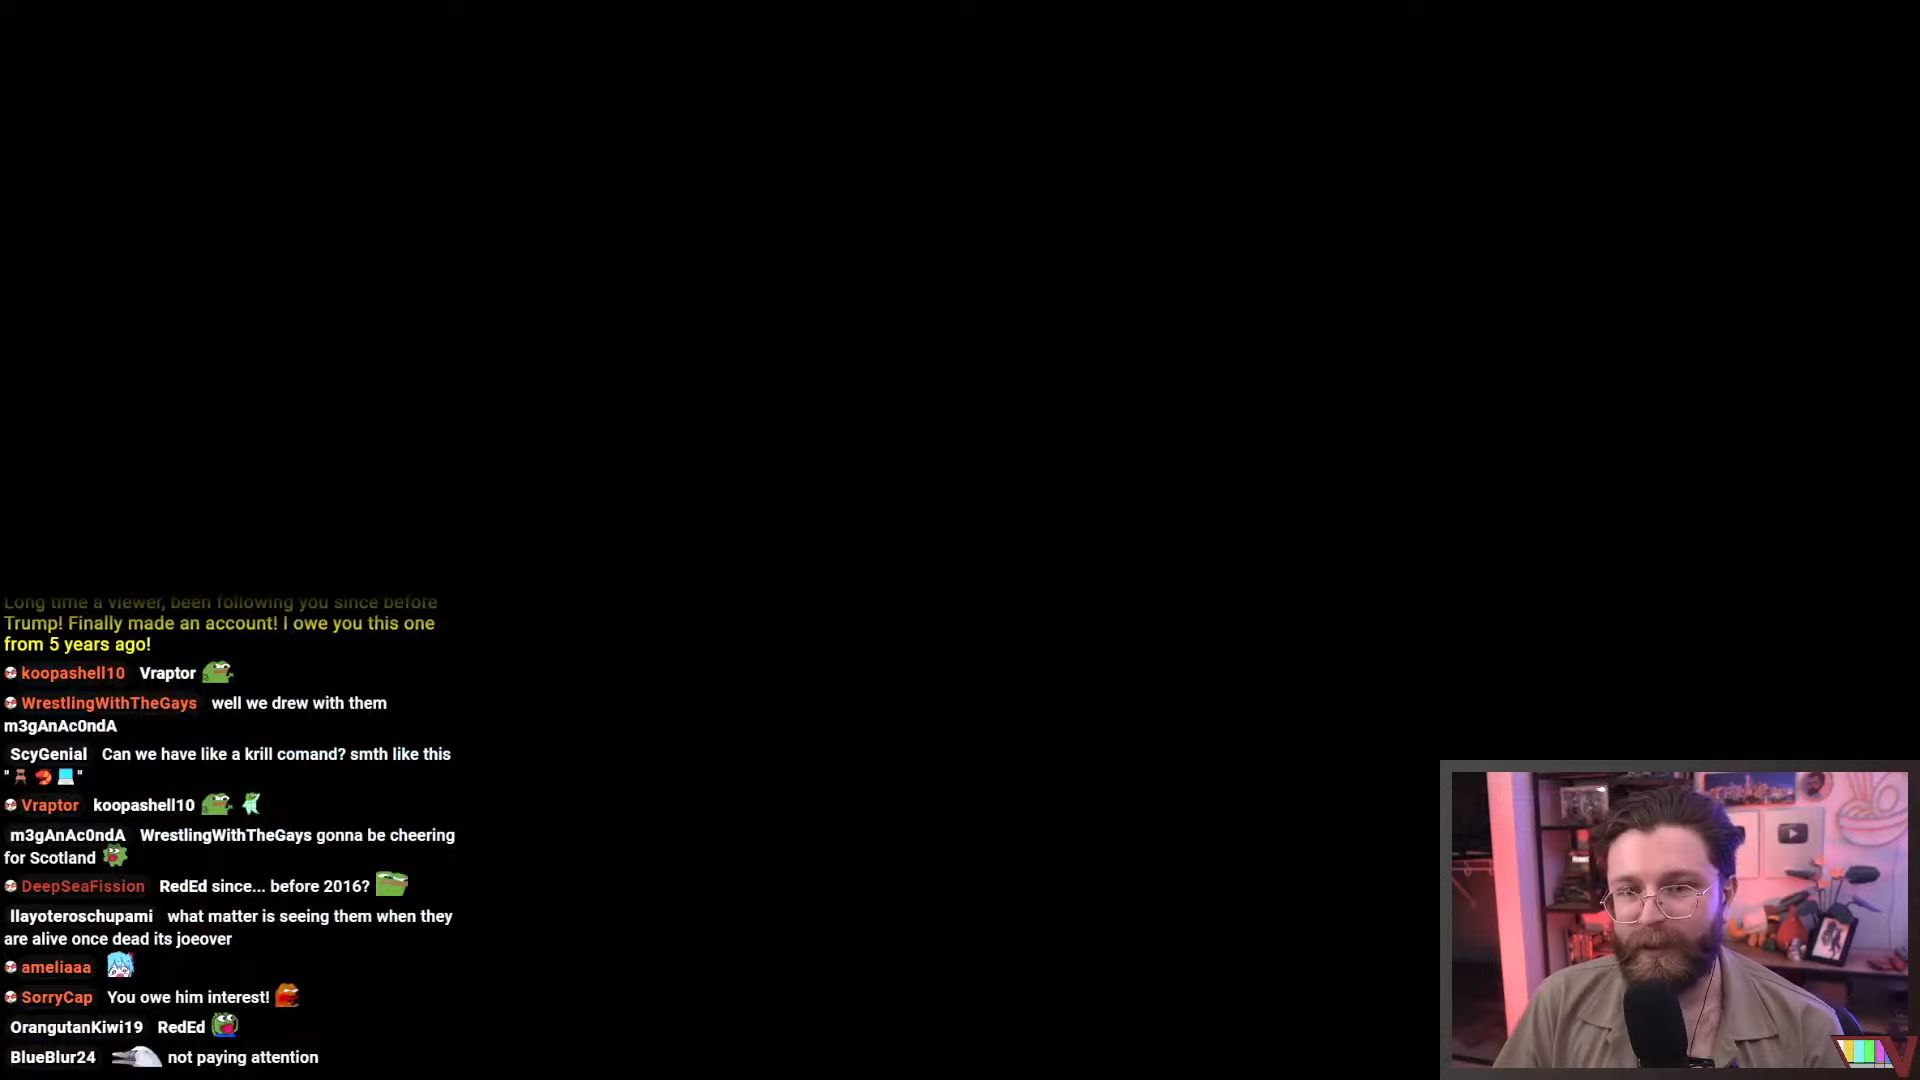 Long time a viewer, been following you since before
Trump! Finally made an account! I owe you this one
from 5 years ago!
koopashell10 Vraptor
WrestlingWithTheGays well we drew with them
m3gAnAc0ndA
ScyGenial Can we have like a krill comand? smth like this
" "
Vraptor koopashell10
m3gAnAc0ndA WrestlingWithTheGays gonna be cheering
for Scotland
DeepSeaFission RedEd since... before 2016?
llayoteroschupami what matter is seeing them when they
are alive once dead its joeover
ameliaaa
SorryCap You owe him interest!
OrangutanKiwi19 RedEd
BlueBlur24 not paying attention
V